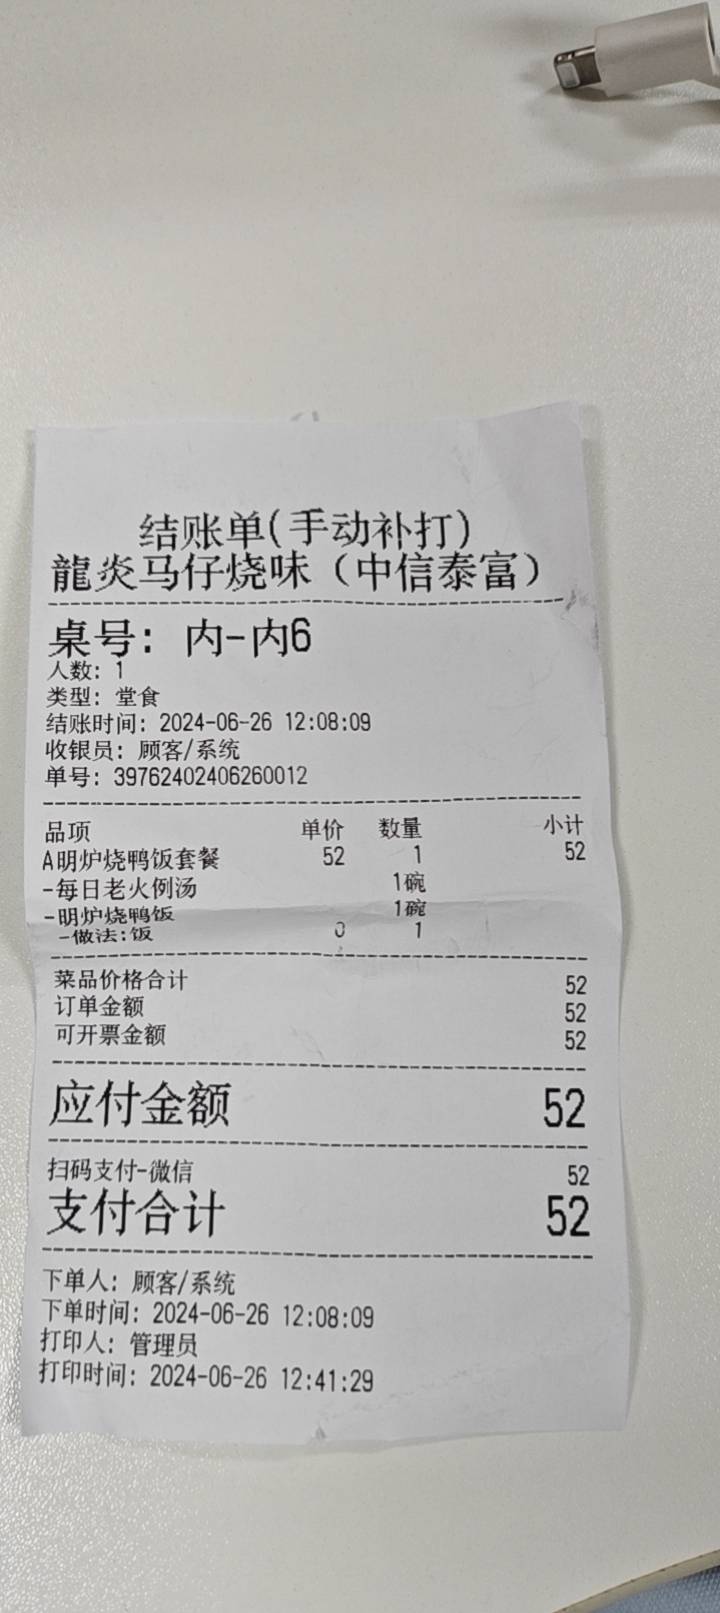 结账单(手动补打)
龍炎马仔烧味（中信泰富）
桌号: 内-内6
人数: 1
类型: 堂食
结账时间: 2024-06-26 12:08:09
收银员: 顾客/系统
单号: 39762402406260012
品项 单价 数量 小计
A明炉烧鸭饭套餐 52 1 52
-每日老火例汤 1碗
-明炉烧鸭饭 1碗
-做法:饭 0 1
菜品价格合计 52
订单金额 52
可开票金额 52
应付金额 52
扫码支付-微信 52
支付合计 52
下单人: 顾客/系统
下单时间: 2024-06-26 12:08:09
打印人: 管理员
打印时间: 2024-06-26 12:41:29